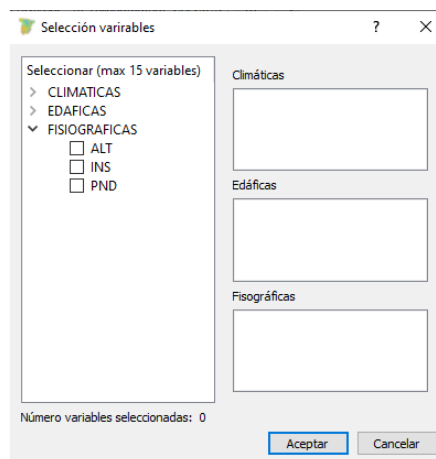 Selección varirables
?
X
Seleccionar (max 15 variables)
CLIMATICAS
EDAFICAS
FISIOGRAFICAS
ALT
INS
PND
Número variables seleccionadas: 0
Climáticas
Edáficas
Fisográficas
Aceptar
Cancelar